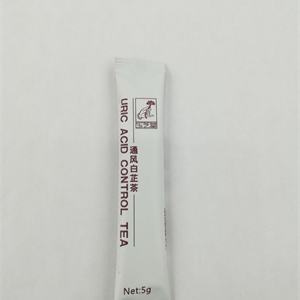 URIC ACID CONTROL TEA
通风白芷茶
Net:5g